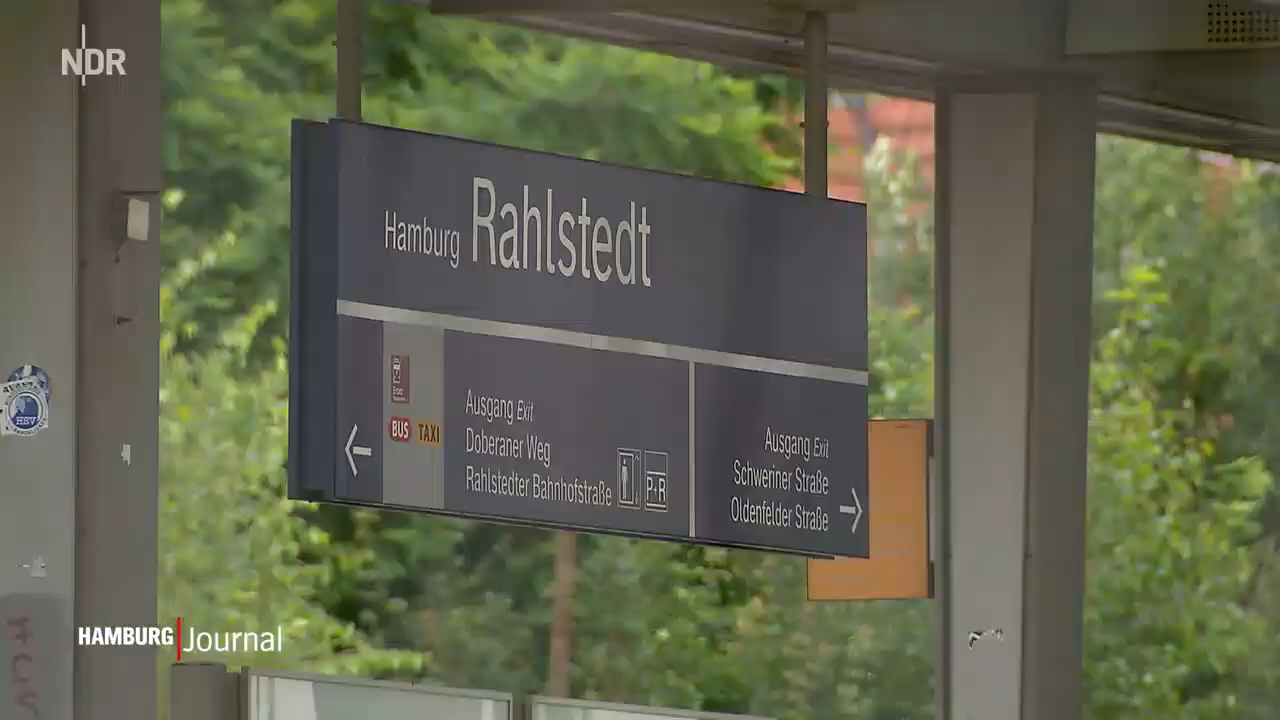 NDR
Hamburg Rahlstedt
BUS TAXI
Ausgang Exit
Doberaner Weg
Rahlstedter Bahnhofstraße
P+R
Ausgang Exit
Schweriner Straße
Oldenfelder Straße
HSV
HAMBURG Journal